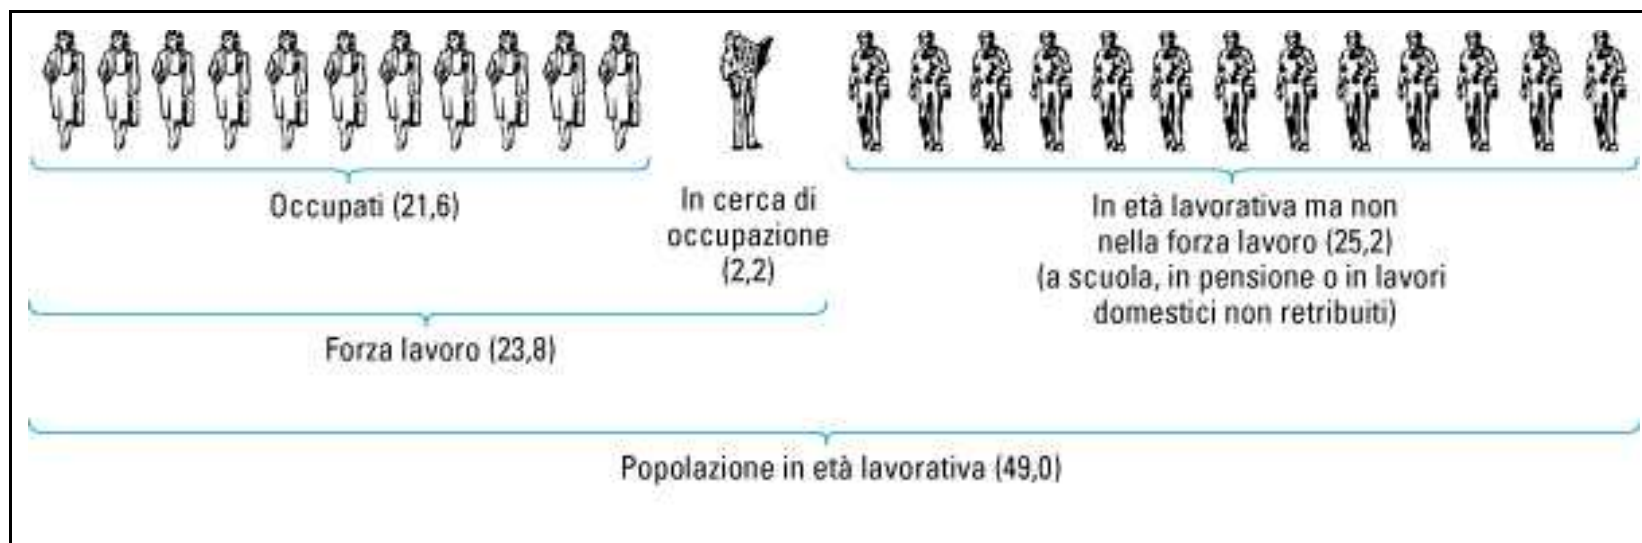 Occupati (21,6)
In cerca di
occupazione
(2,2)
In età lavorativa ma non
nella forza lavoro (25,2)
(a scuola, in pensione o in lavori
domestici non retribuiti)
Forza lavoro (23,8)
Popolazione in età lavorativa (49,0)